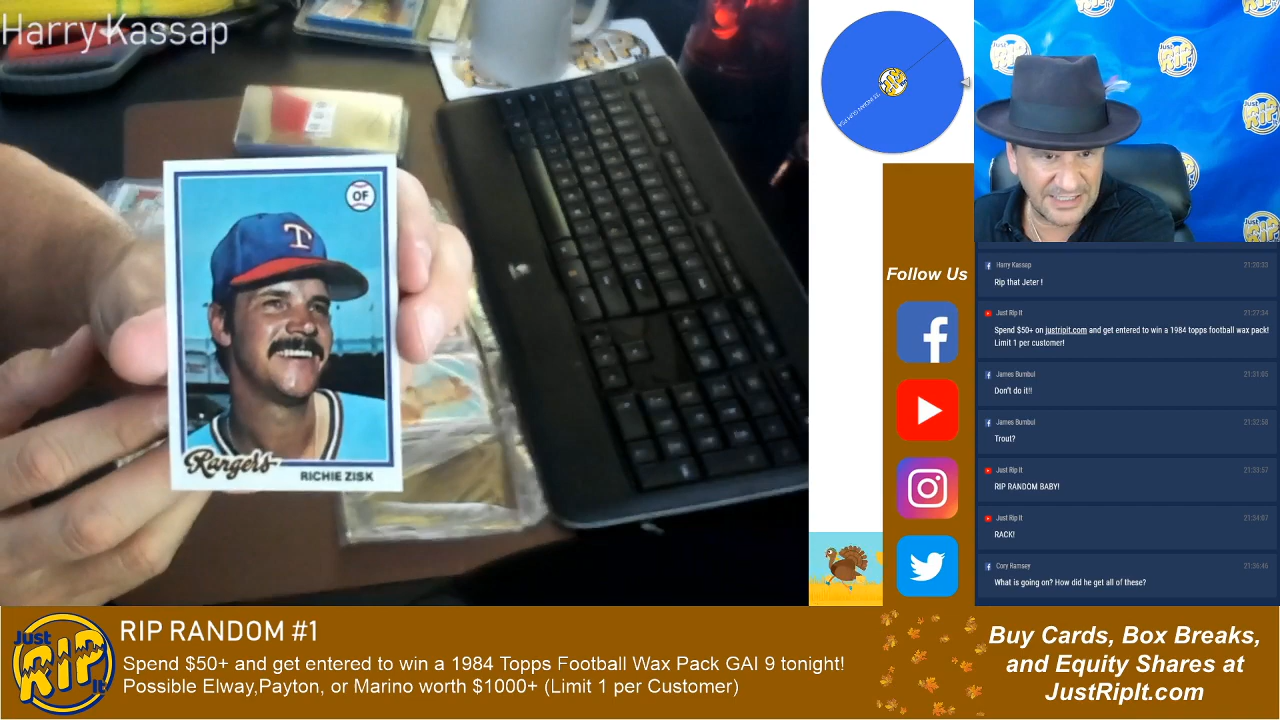 Harry Kassap
OF
T
Rangers
RICHIE ZISK
Follow Us
Harry Kassap
21:20:33
Rip that Jeter !
Just Rip It
21:27:34
Spend $50+ on justripit.com and get entered to win a 1984 topps football wax pack!
Limit 1 per customer!
James Bumbul
21:31:05
Don't do it!!
James Bumbul
21:32:58
Trout?
Just Rip It
21:33:57
RIP RANDOM BABY!
Just Rip It
21:34:07
RACK!
Cory Ramsey
21:36:46
What is going on? How did he get all of these?
Just
RIP
It
RIP RANDOM #1
Spend $50+ and get entered to win a 1984 Topps Football Wax Pack GAI 9 tonight!
Possible Elway,Payton, or Marino worth $1000+ (Limit 1 per Customer)
Buy Cards, Box Breaks,
and Equity Shares at
JustRipIt.com